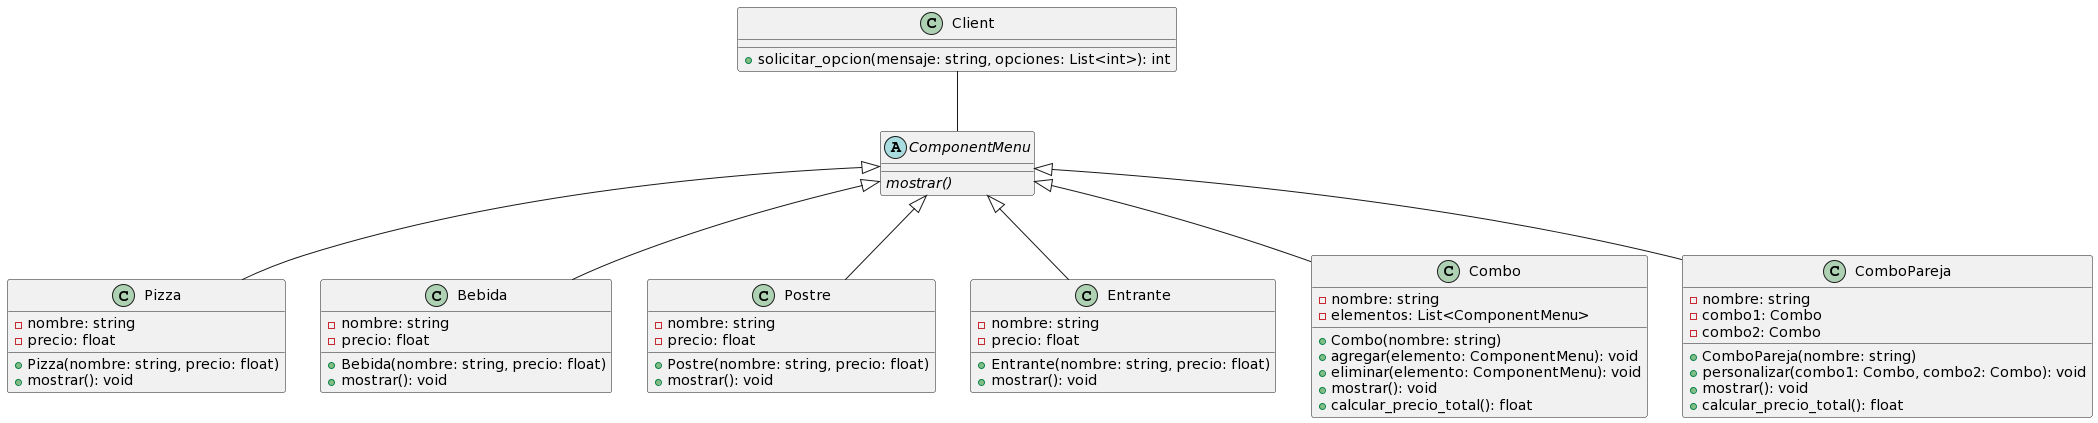 C Client
solicitar_opcion(mensaje: string, opciones: List<int>): int
A ComponentMenu
mostrar()
C Pizza
nombre: string
precio: float
Pizza(nombre: string, precio: float)
mostrar(): void
C Bebida
nombre: string
precio: float
Bebida(nombre: string, precio: float)
mostrar(): void
C Postre
nombre: string
precio: float
Postre(nombre: string, precio: float)
mostrar(): void
C Entrante
nombre: string
precio: float
Entrante(nombre: string, precio: float)
mostrar(): void
C Combo
nombre: string
elementos: List<ComponentMenu>
Combo(nombre: string)
agregar(elemento: ComponentMenu): void
eliminar(elemento: ComponentMenu): void
mostrar(): void
calcular_precio_total(): float
C ComboPareja
nombre: string
combo1: Combo
combo2: Combo
ComboPareja(nombre: string)
personalizar(combo1: Combo, combo2: Combo): void
mostrar(): void
calcular_precio_total(): float